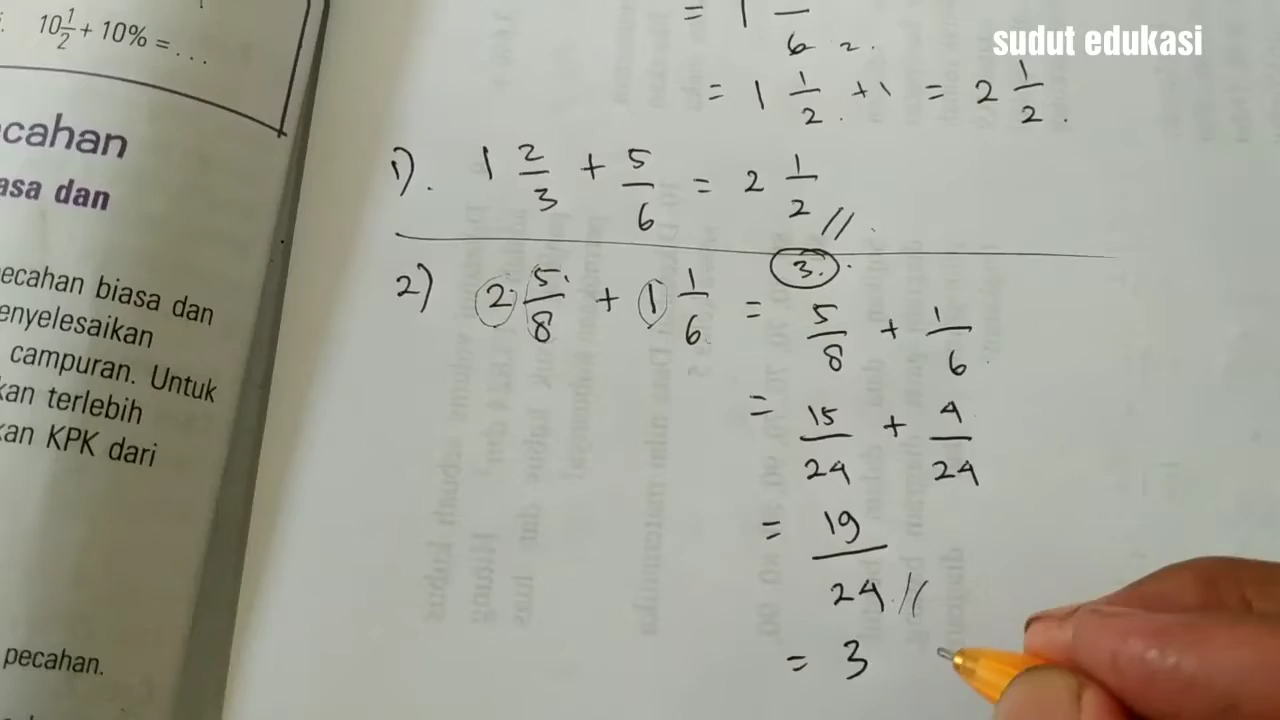 10 1/2 + 10% = ...
cahan
asa dan
ecahan biasa dan
enyelesaikan
campuran. Untuk
kan terlebih
kan KPK dari
pecahan.
sudut edukasi
= 1 —/6 2.
= 1 1/2 + 1 = 2 1/2.
1). 1 2/3 + 5/6 = 2 1/2 //.
3.
2) 2 5/8 + 1 1/6 = 5/8 + 1/6
= 15/24 + 4/24
= 19/24 //
= 3